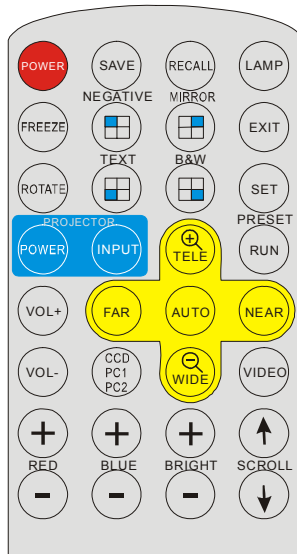 POWER SAVE RECALL LAMP
NEGATIVE MIRROR
FREEZE EXIT
TEXT B&W
ROTATE SET
PROJECTOR. PRESET
POWER INPUT TELE RUN
VOL+ FAR AUTO NEAR
VOL- CCD
PC1
PC2 WIDE VIDEO
+ + +
RED BLUE BRIGHT SCROLL
- - -